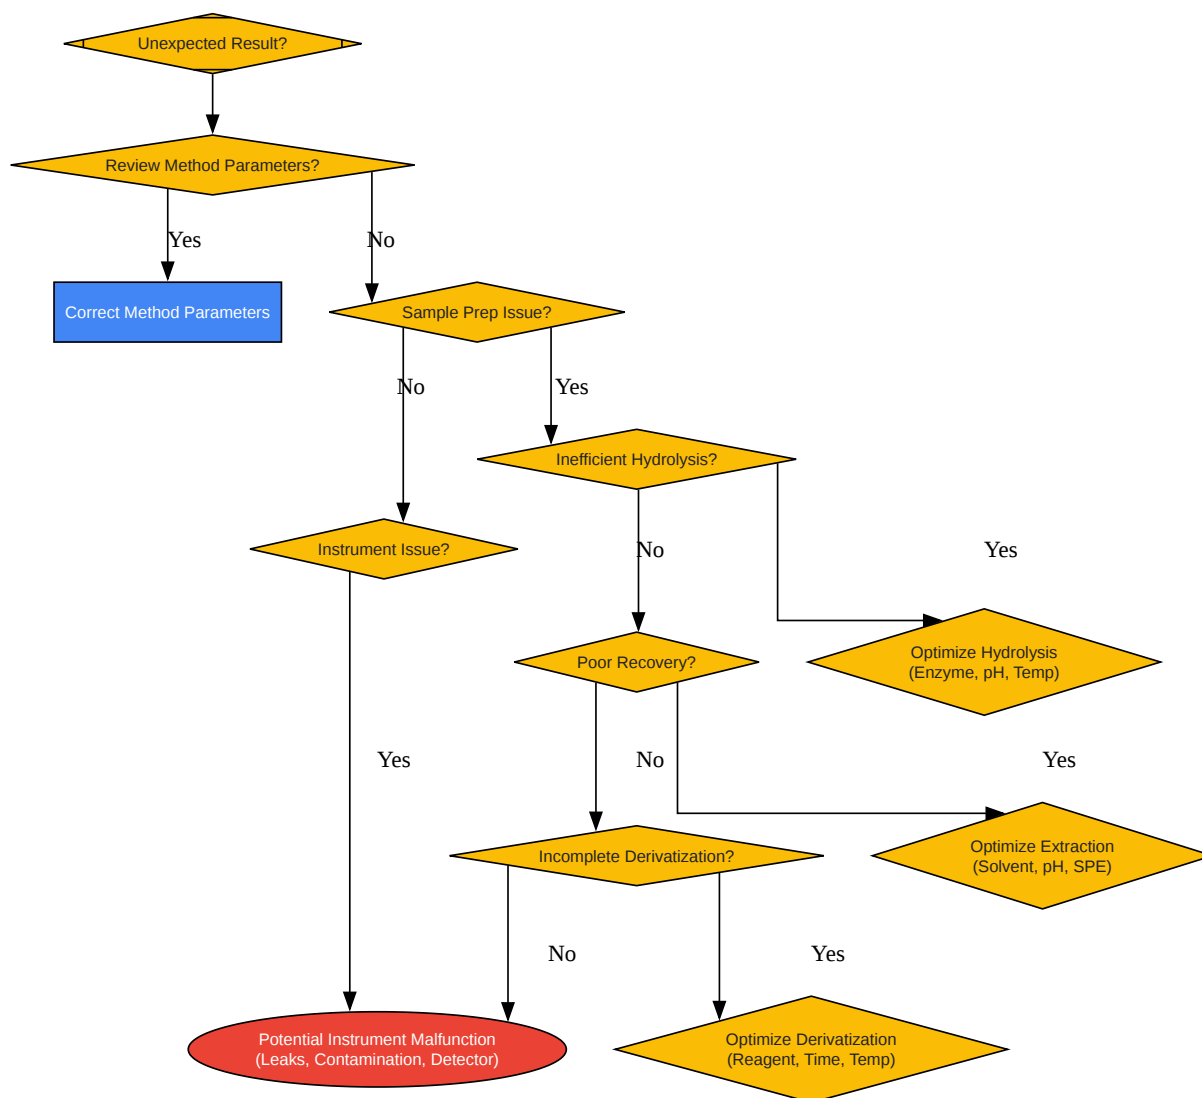 Unexpected Result?
Review Method Parameters?
Yes
No
Correct Method Parameters
Sample Prep Issue?
No
Yes
Inefficient Hydrolysis?
Instrument Issue?
No
Yes
Optimize Hydrolysis
(Enzyme, pH, Temp)
Poor Recovery?
Yes
No
Yes
Incomplete Derivatization?
Optimize Extraction
(Solvent, pH, SPE)
No
Yes
Potential Instrument Malfunction
(Leaks, Contamination, Detector)
Optimize Derivatization
(Reagent, Time, Temp)